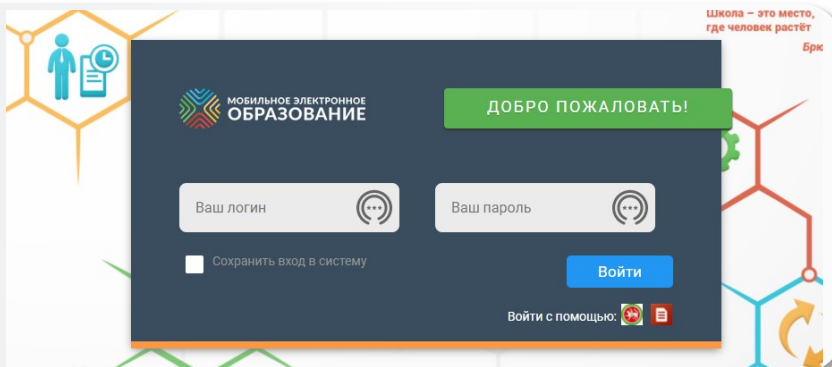 Школа – это место,
где человек растёт
МОБИЛЬНОЕ ЭЛЕКТРОННОЕ
ОБРАЗОВАНИЕ
ДОБРО ПОЖАЛОВАТЬ!
Ваш логин
Ваш пароль
Сохранить вход в систему
Войти
Войти с помощью: